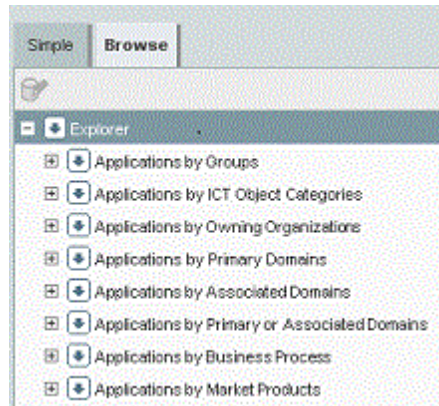 Simple Browse
Explorer
Applications by Groups
Applications by ICT Object Categories
Applications by Owning Organizations
Applications by Primary Domains
Applications by Associated Domains
Applications by Primary or Associated Domains
Applications by Business Process
Applications by Market Products